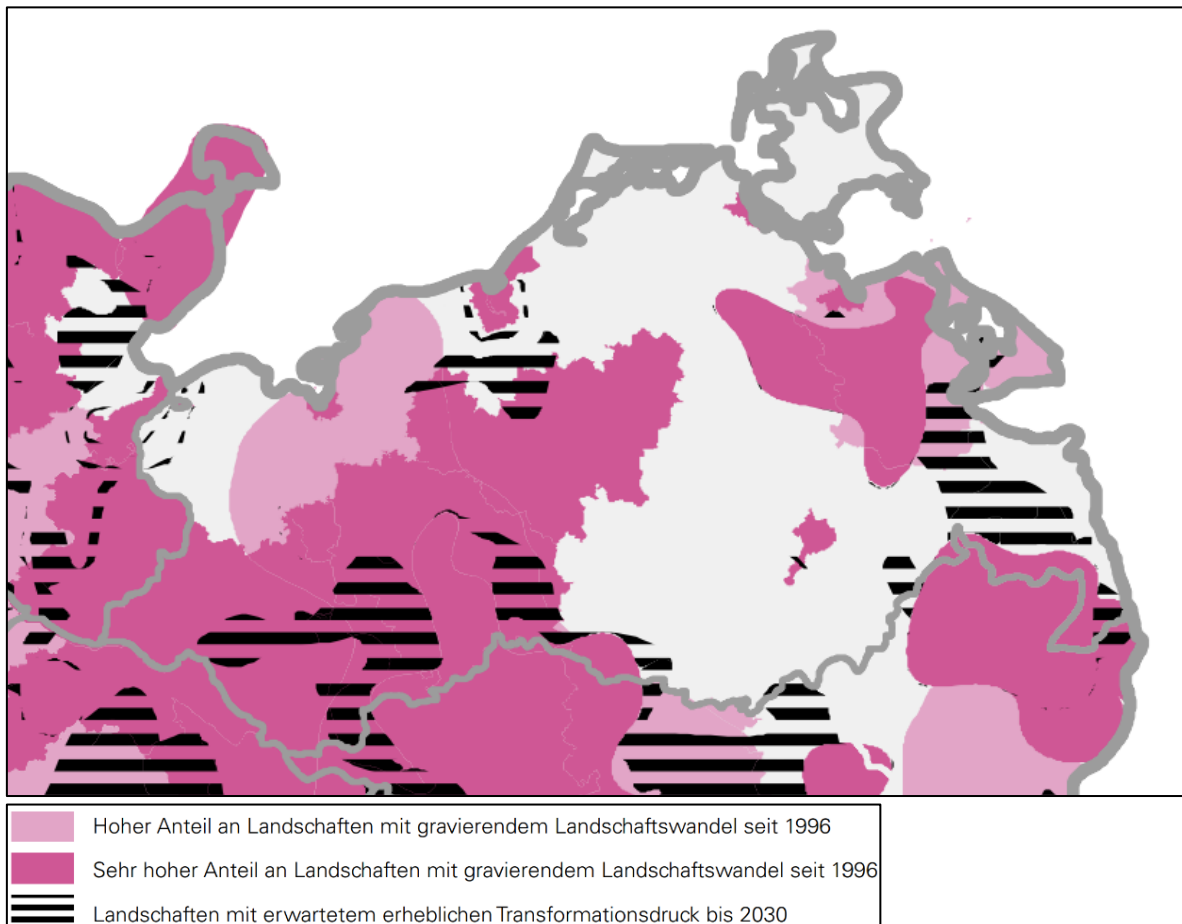 Hoher Anteil an Landschaften mit gravierendem Landschaftswandel seit 1996
Sehr hoher Anteil an Landschaften mit gravierendem Landschaftswandel seit 1996
Landschaften mit erwartetem erheblichen Transformationsdruck bis 2030